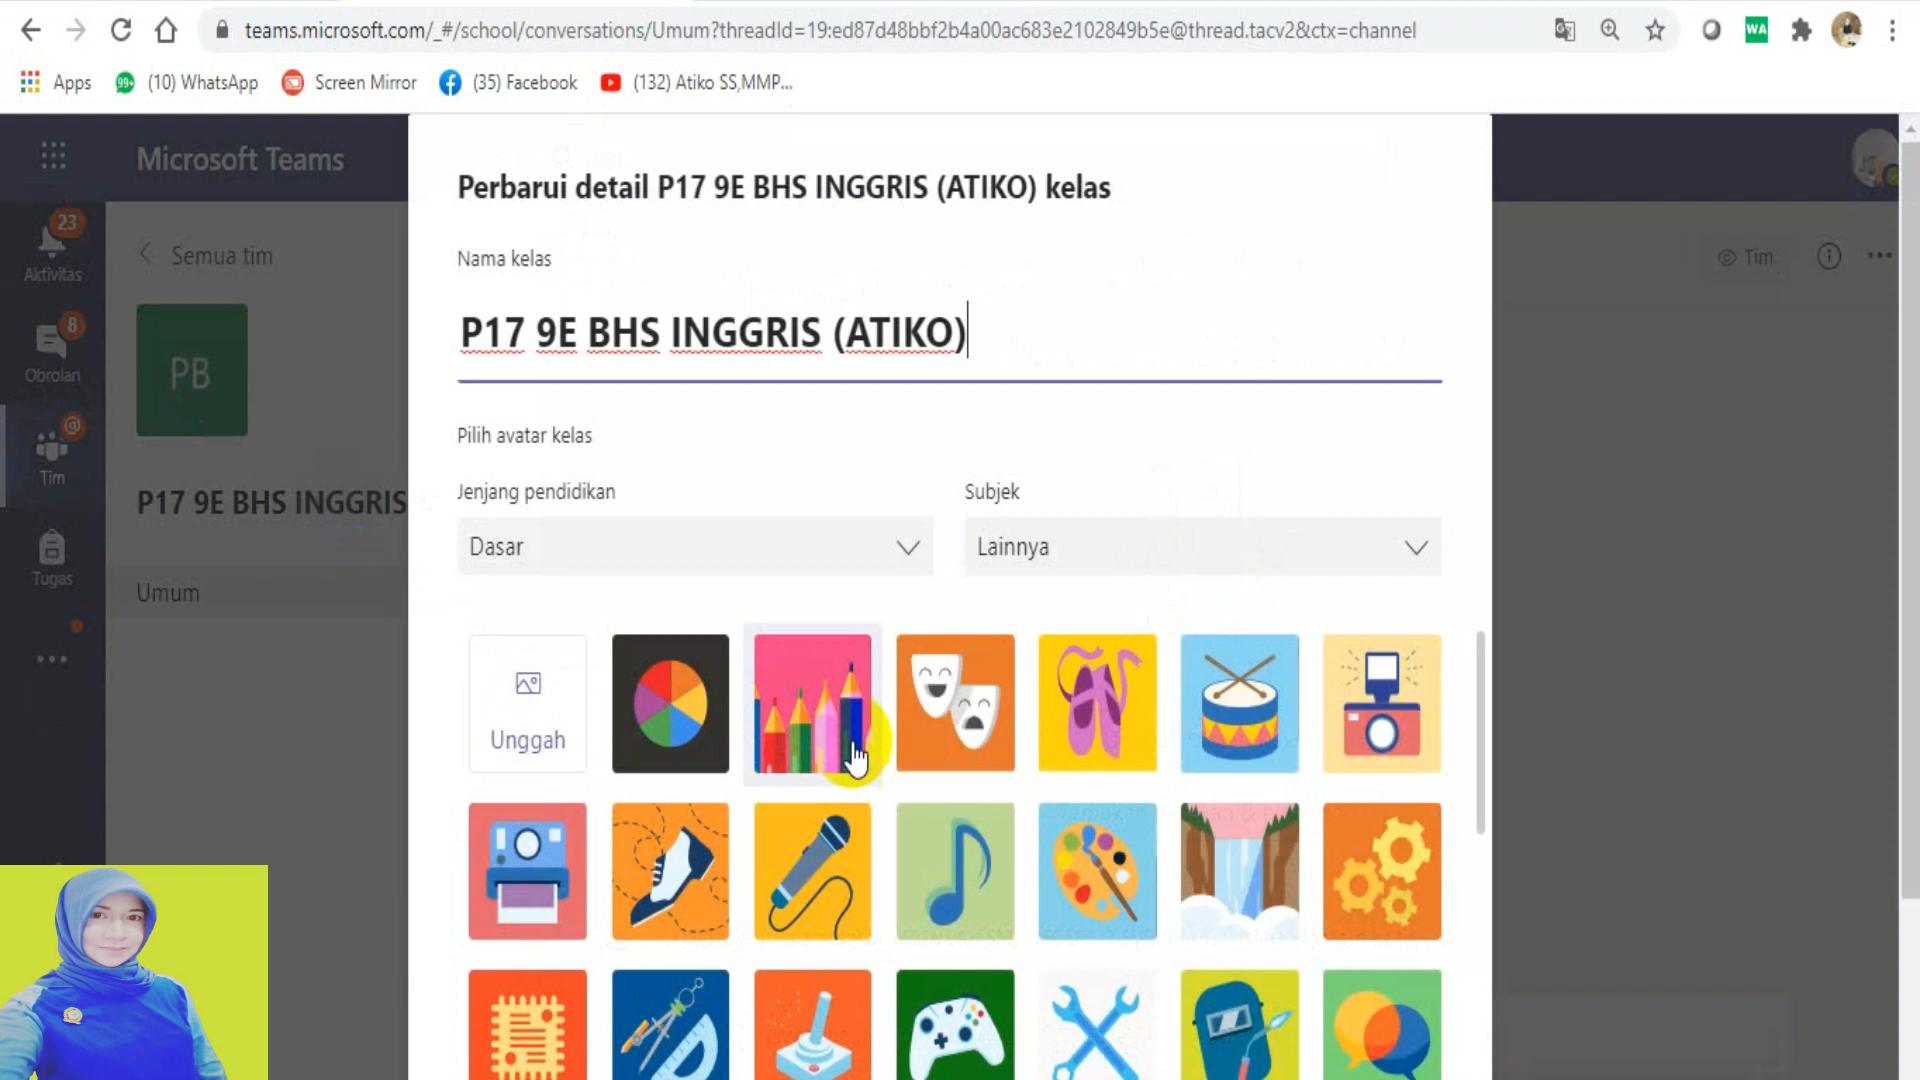 teams.microsoft.com/_#/school/conversations/Umum?threadId=19:ed87d48bbf2b4a00ac683e2102849b5e@thread.tacv2&ctx=channel
WA
Apps
99+
(10) WhatsApp
Screen Mirror
(35) Facebook
(132) Atiko SS,MMP...
Microsoft Teams
Perbarui detail P17 9E BHS INGGRIS (ATIKO) kelas
23
Aktivitas
Semua tim
Nama kelas
Tim
P17 9E BHS INGGRIS (ATIKO)
8
Obrolan
PB
Pilih avatar kelas
@
Tim
P17 9E BHS INGGRIS
Jenjang pendidikan
Subjek
Dasar
Lainnya
Tugas
Umum
Unggah